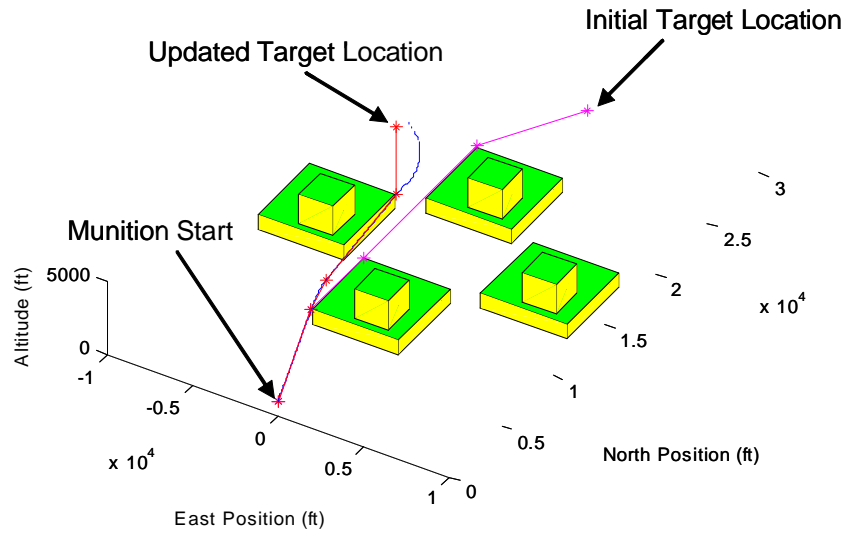 Initial Target Location
Updated Target Location
Munition Start
Altitude (ft)
5000
0
-1
-0.5
0
0.5
1
x 10^4
East Position (ft)
0
0.5
1
1.5
2
2.5
3
x 10^4
North Position (ft)